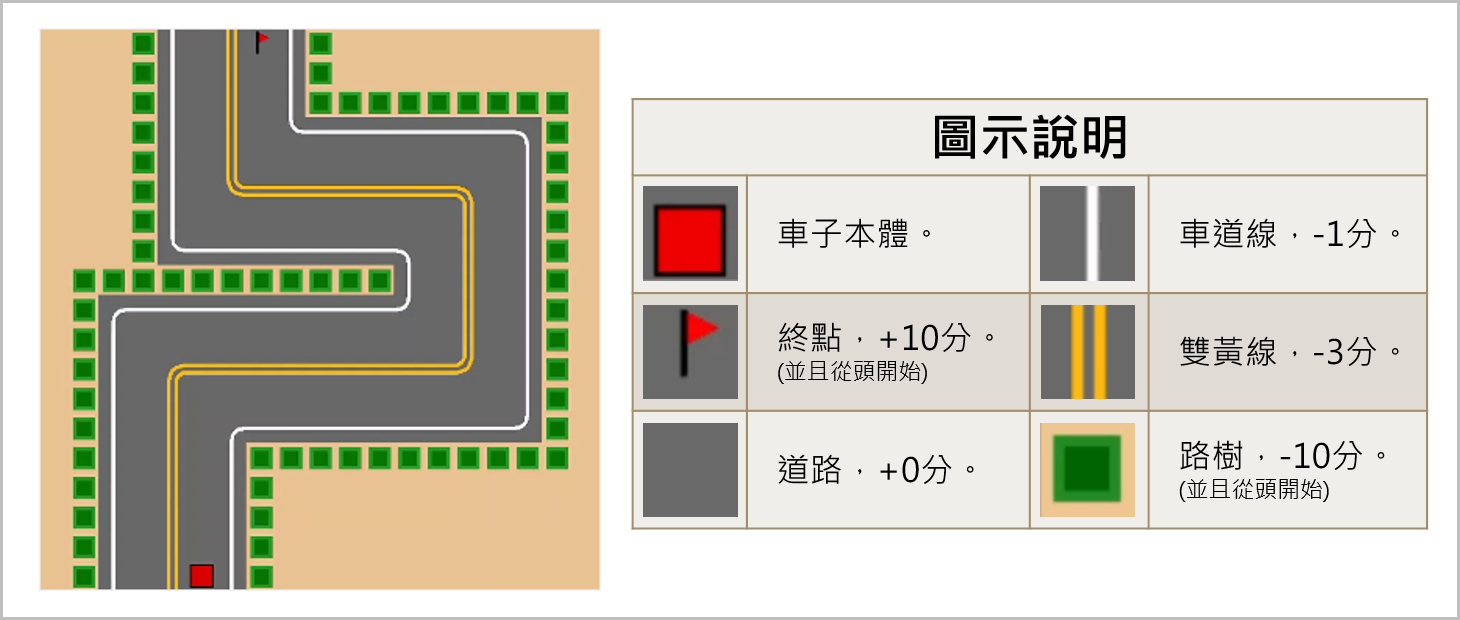 圖示說明
車子本體。
車道線，-1分。
終點，+10分。
(並且從頭開始)
雙黃線，-3分。
道路，+0分。
路樹，-10分。
(並且從頭開始)